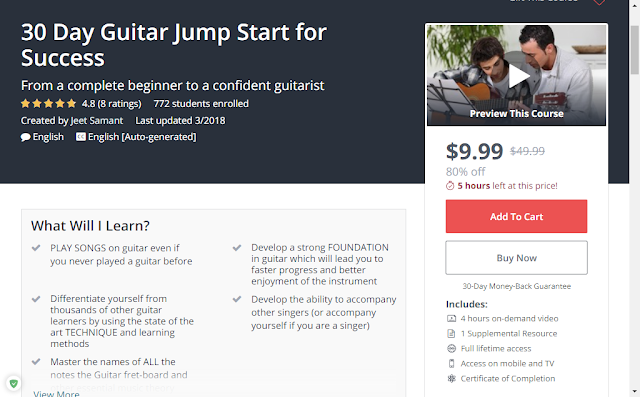 30 Day Guitar Jump Start for
Success
From a complete beginner to a confident guitarist
4.8 (8 ratings) 772 students enrolled
Created by Jeet Samant Last updated 3/2018
English English [Auto-generated]
Preview This Course
$9.99 $49.99
80% off
5 hours left at this price!
Add To Cart
Buy Now
30-Day Money-Back Guarantee
Includes:
4 hours on-demand video
1 Supplemental Resource
Full lifetime access
Access on mobile and TV
Certificate of Completion
What Will I Learn?
PLAY SONGS on guitar even if
you never played a guitar before
Develop a strong FOUNDATION
in guitar which will lead you to
faster progress and better
enjoyment of the instrument
Differentiate yourself from
thousands of other guitar
learners by using the state of the
art TECHNIQUE and learning
methods
Develop the ability to accompany
other singers (or accompany
yourself if you are a singer)
Master the names of ALL the
notes the Guitar fret-board and
View More